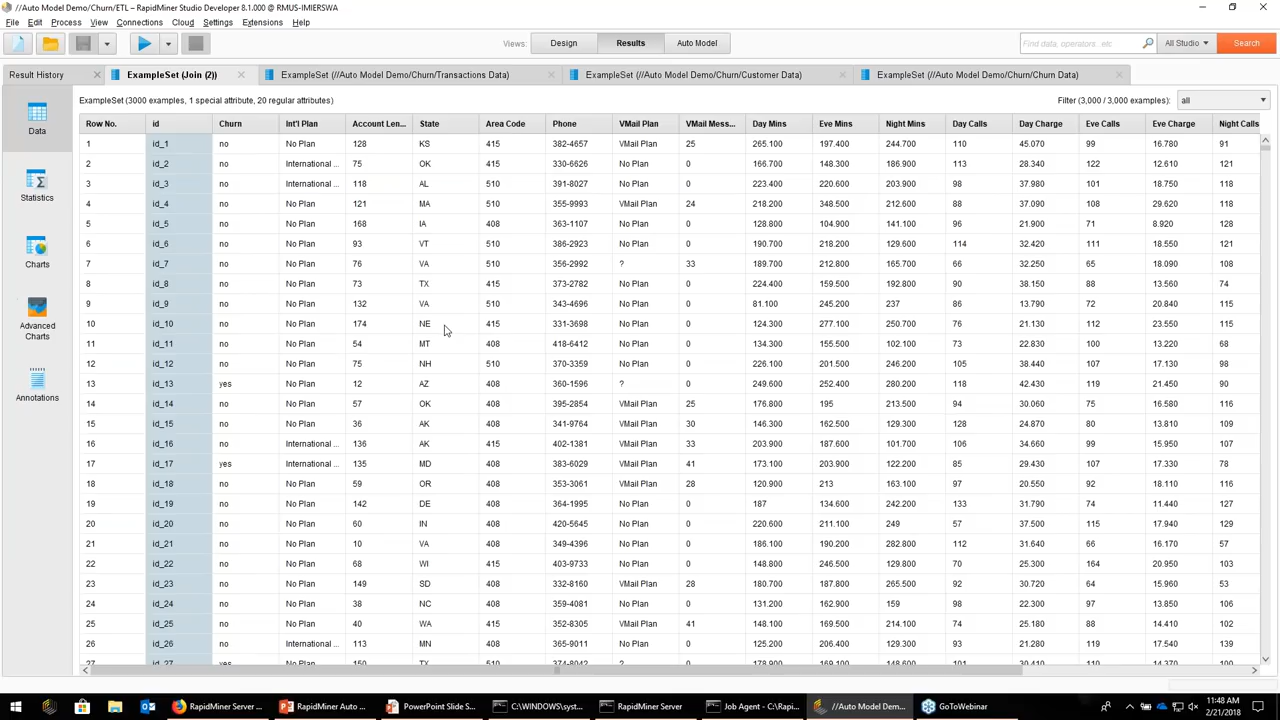 //Auto Model Demo/Churn/ETL – RapidMiner Studio Developer 8.1.000 @ RMUS-IMIERSWA
File Edit Process View Connections Cloud Settings Extensions Help
Views: Design Results Auto Model Find data, operators...etc All Studio Search
Result History ExampleSet (Join (2)) ExampleSet (//Auto Model Demo/Churn/Transactions Data) ExampleSet (//Auto Model Demo/Churn/Customer Data) ExampleSet (//Auto Model Demo/Churn/Churn Data)
Data
Statistics
Charts
Advanced
Charts
Annotations
ExampleSet (3000 examples, 1 special attribute, 20 regular attributes) Filter (3,000 / 3,000 examples): all
Row No. id Churn Int'l Plan Account Len... State Area Code Phone VMail Plan VMail Mess... Day Mins Eve Mins Night Mins Day Calls Day Charge Eve Calls Eve Charge Night Calls
1 id_1 no No Plan 128 KS 415 382-4657 VMail Plan 25 265.100 197.400 244.700 110 45.070 99 16.780 91
2 id_2 no International ... 75 OK 415 330-6626 No Plan 0 166.700 148.300 186.900 113 28.340 122 12.610 121
3 id_3 no International ... 118 AL 510 391-8027 No Plan 0 223.400 220.600 203.900 98 37.980 101 18.750 118
4 id_4 no No Plan 121 MA 510 355-9993 VMail Plan 24 218.200 348.500 212.600 88 37.090 108 29.620 118
5 id_5 no No Plan 168 IA 408 363-1107 No Plan 0 128.800 104.900 141.100 96 21.900 71 8.920 128
6 id_6 no No Plan 93 VT 510 386-2923 No Plan 0 190.700 218.200 129.600 114 32.420 111 18.550 121
7 id_7 no No Plan 76 VA 510 356-2992 ? 33 189.700 212.800 165.700 66 32.250 65 18.090 108
8 id_8 no No Plan 73 TX 415 373-2782 No Plan 0 224.400 159.500 192.800 90 38.150 88 13.560 74
9 id_9 no No Plan 132 VA 510 343-4696 No Plan 0 81.100 245.200 237 86 13.790 72 20.840 115
10 id_10 no No Plan 174 NE 415 331-3698 No Plan 0 124.300 277.100 250.700 76 21.130 112 23.550 115
11 id_11 no No Plan 54 MT 408 418-6412 No Plan 0 134.300 155.500 102.100 73 22.830 100 13.220 68
12 id_12 no No Plan 75 NH 510 370-3359 No Plan 0 226.100 201.500 246.200 105 38.440 107 17.130 98
13 id_13 yes No Plan 12 AZ 408 360-1596 ? 0 249.600 252.400 280.200 118 42.430 119 21.450 90
14 id_14 no No Plan 57 OK 408 395-2854 VMail Plan 25 176.800 195 213.500 94 30.060 75 16.580 116
15 id_15 no No Plan 36 AK 408 341-9764 VMail Plan 30 146.300 162.500 129.300 128 24.870 80 13.810 109
16 id_16 no International ... 136 AK 415 402-1381 VMail Plan 33 203.900 187.600 101.700 106 34.660 99 15.950 107
17 id_17 yes International ... 135 MD 408 383-6029 VMail Plan 41 173.100 203.900 122.200 85 29.430 107 17.330 78
18 id_18 no No Plan 59 OR 408 353-3061 VMail Plan 28 120.900 213 163.100 97 20.550 92 18.110 116
19 id_19 no No Plan 142 DE 408 364-1995 No Plan 0 187 134.600 242.200 133 31.790 74 11.440 127
20 id_20 no No Plan 60 IN 408 420-5645 VMail Plan 0 220.600 211.100 249 57 37.500 115 17.940 129
21 id_21 no No Plan 10 VA 408 349-4396 No Plan 0 186.100 190.200 282.800 112 31.640 66 16.170 57
22 id_22 no No Plan 68 WI 415 403-9733 No Plan 0 148.800 246.500 129.800 70 25.300 164 20.950 103
23 id_23 no No Plan 149 SD 408 332-8160 VMail Plan 28 180.700 187.800 265.500 92 30.720 64 15.960 53
24 id_24 no No Plan 38 NC 408 359-4081 No Plan 0 131.200 162.900 159 98 22.300 97 13.850 106
25 id_25 no No Plan 40 WA 415 352-8305 VMail Plan 41 148.100 169.500 214.100 74 25.180 88 14.410 102
26 id_26 no International ... 113 MN 408 365-9011 No Plan 0 125.200 206.400 129.300 93 21.280 119 17.540 139
27 id_27 yes No Plan 150 TX 408 374-8042 ? 0 178.900 169.100 148.600 101 30.410 110 14.370 100
RapidMiner Server ... RapidMiner Auto ... PowerPoint Slide S... C:\WINDOWS\syst... RapidMiner Server Job Agent - C:\Rapi... //Auto Model Dem... GoToWebinar
11:48 AM
2/21/2018